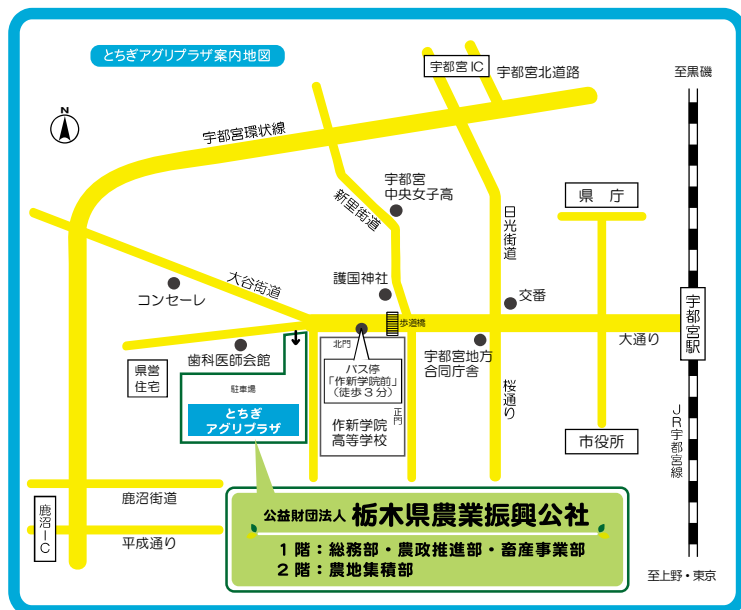 とちぎアグリプラザ案内地図
宇都宮IC
宇都宮北道路
至黒磯
N
宇都宮環状線
宇都宮
中央女子高
新里街道
日光街道
県 庁
大谷街道
コンセーレ
護国神社
交番
歩道橋
宇都宮駅
大通り
歯科医師会館
北門
バス停
「作新学院前」
(徒歩3分)
宇都宮地方
合同庁舎
県営
住宅
駐車場
とちぎ
アグリプラザ
正門
作新学院
高等学校
桜通り
市役所
JR宇都宮線
鹿沼街道
鹿沼IC
平成通り
公益財団法人 栃木県農業振興公社
1階:総務部・農政推進部・畜産事業部
2階:農地集積部
至上野・東京